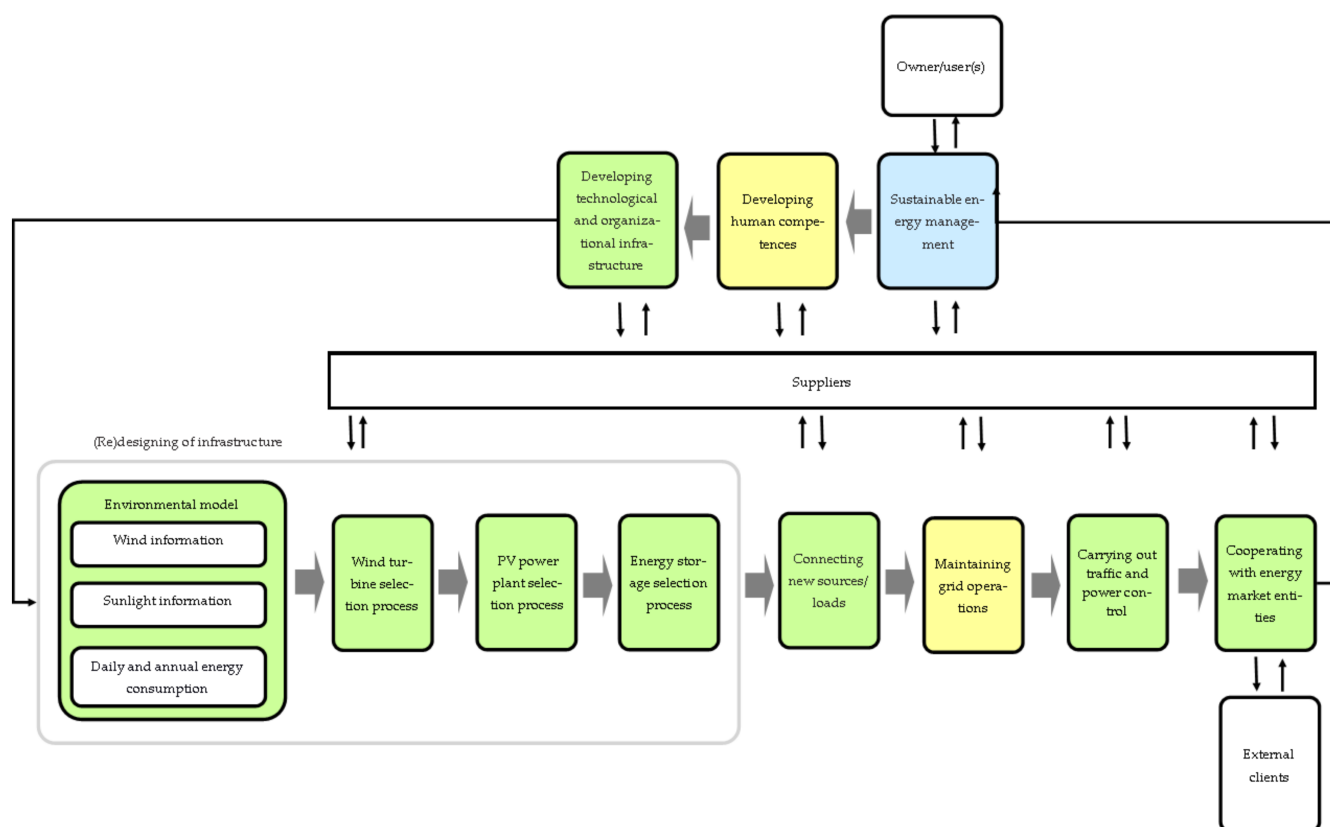 Owner/user(s)
Developing
technological
and organiza-
tional infra-
structure
Developing
human compe-
tences
Sustainable en-
ergy manage-
ment
Suppliers
(Re)designing of infrastructure
Environmental model
Wind information
Sunlight information
Daily and annual energy
consumption
Wind tur-
bine selec-
tion process
PV power
plant selec-
tion process
Energy stor-
age selection
process
Connecting
new sources/
loads
Maintaining
grid opera-
tions
Carrying out
traffic and
power con-
trol
Cooperating
with energy
market enti-
ties
External
clients